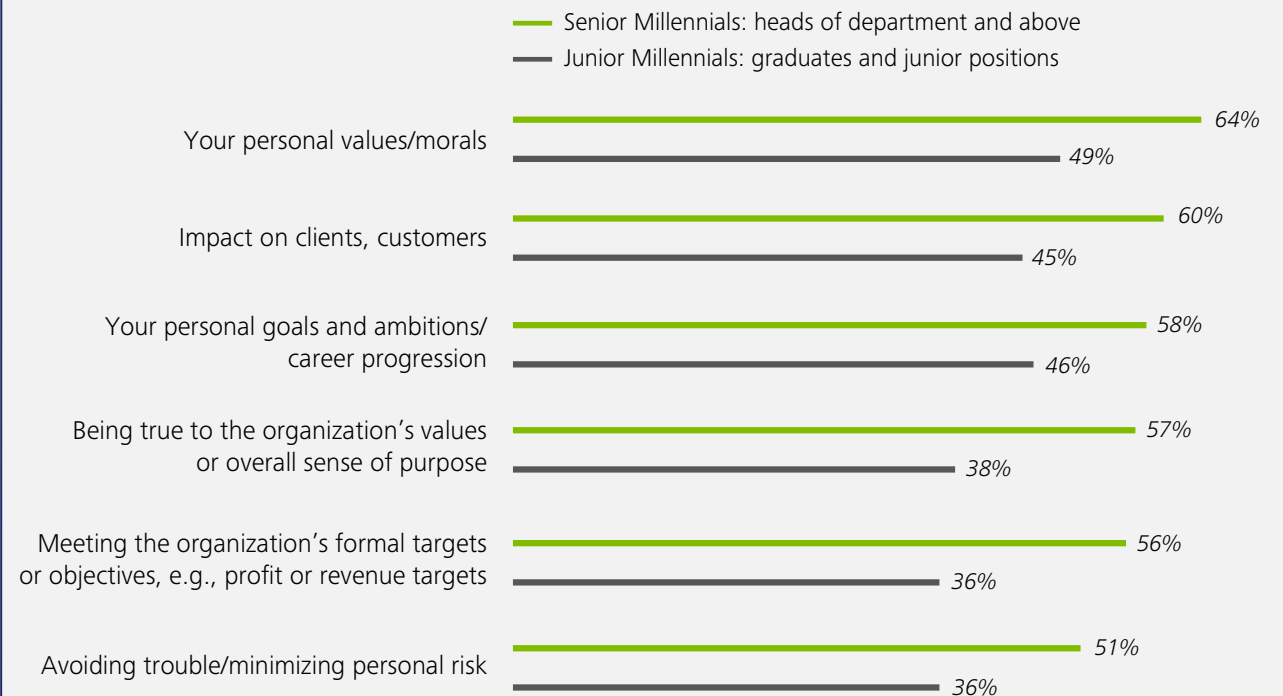 Senior Millennials: heads of department and above
Junior Millennials: graduates and junior positions
Your personal values/morals
64%
49%
Impact on clients, customers
60%
45%
Your personal goals and ambitions/
career progression
58%
46%
Being true to the organization’s values
or overall sense of purpose
57%
38%
Meeting the organization’s formal targets
or objectives, e.g., profit or revenue targets
56%
36%
Avoiding trouble/minimizing personal risk
51%
36%